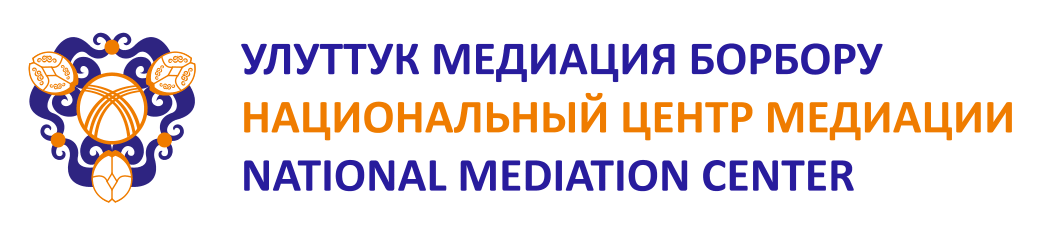 УЛУТТУК МЕДИАЦИЯ БОРБОРУ
НАЦИОНАЛЬНЫЙ ЦЕНТР МЕДИАЦИИ
NATIONAL MEDIATION CENTER